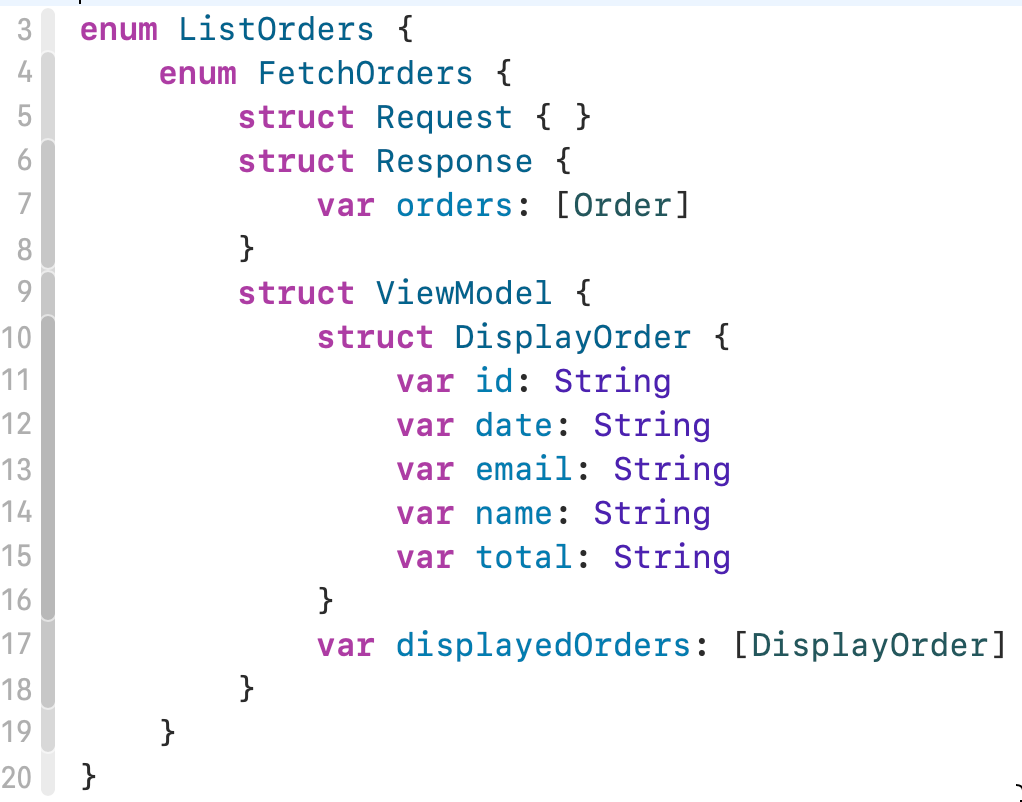 3 enum ListOrders {
4     enum FetchOrders {
5         struct Request { }
6         struct Response {
7             var orders: [Order]
8         }
9         struct ViewModel {
10             struct DisplayOrder {
11                 var id: String
12                 var date: String
13                 var email: String
14                 var name: String
15                 var total: String
16             }
17             var displayedOrders: [DisplayOrder]
18         }
19     }
20 }